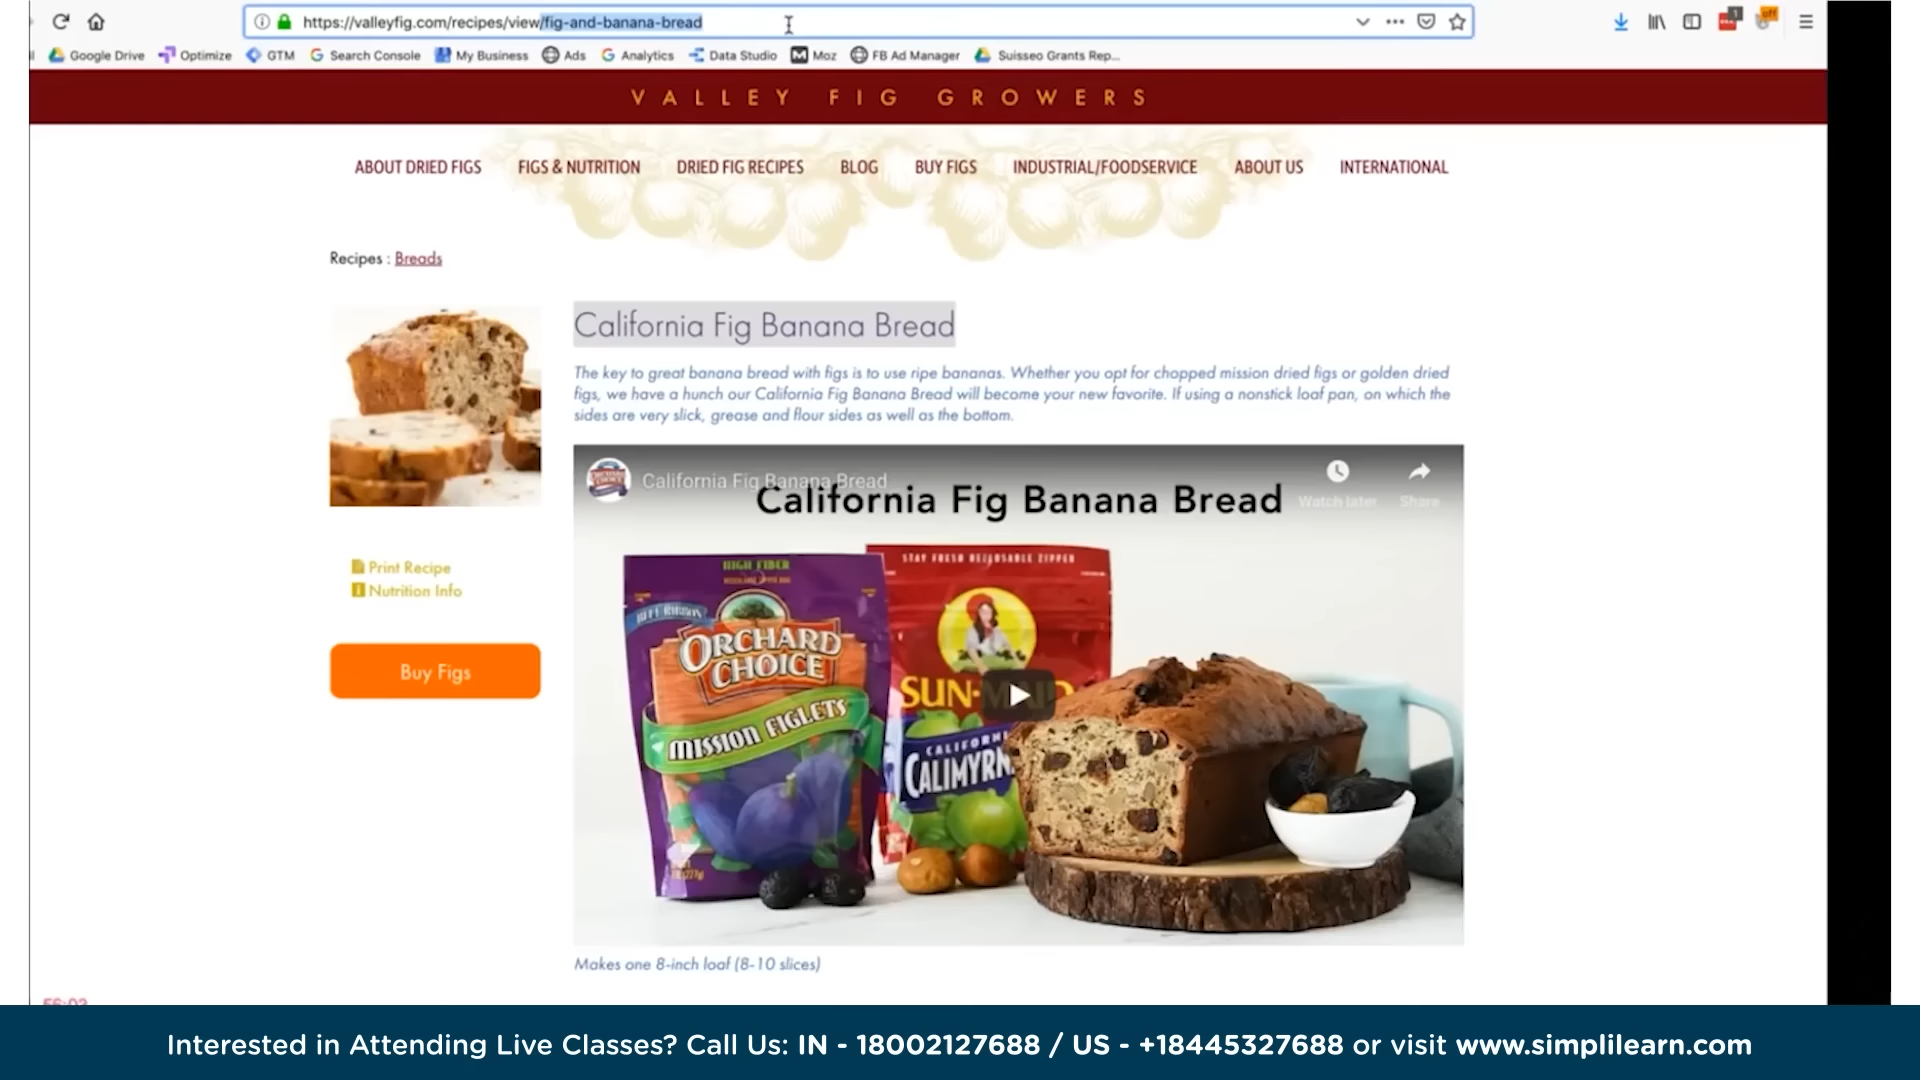 https://valleyfig.com/recipes/view/fig-and-banana-bread
1
off
Google Drive Optimize GTM Search Console My Business Ads Analytics Data Studio Moz FB Ad Manager Suisseo Grants Rep...
VALLEY FIG GROWERS
ABOUT DRIED FIGS FIGS & NUTRITION DRIED FIG RECIPES BLOG BUY FIGS INDUSTRIAL/FOODSERVICE ABOUT US INTERNATIONAL
Recipes : Breads
California Fig Banana Bread
The key to great banana bread with figs is to use ripe bananas. Whether you opt for chopped mission dried figs or golden dried
figs, we have a hunch our California Fig Banana Bread will become your new favorite. If using a nonstick loaf pan, on which the
sides are very slick, grease and flour sides as well as the bottom.
California Fig Banana Bread
Watch later Share
California Fig Banana Bread
HIGH FIBER
STAY FRESH RESEALABLE ZIPPER
BLUE RIBBON
ORCHARD
CHOICE
MISSION FIGLETS
SUN-MAID
CALIFORN
CALIMYRN
Print Recipe
Nutrition Info
Buy Figs
Makes one 8-inch loaf (8-10 slices)
Interested in Attending Live Classes? Call Us: IN - 18002127688 / US - +18445327688 or visit www.simplilearn.com